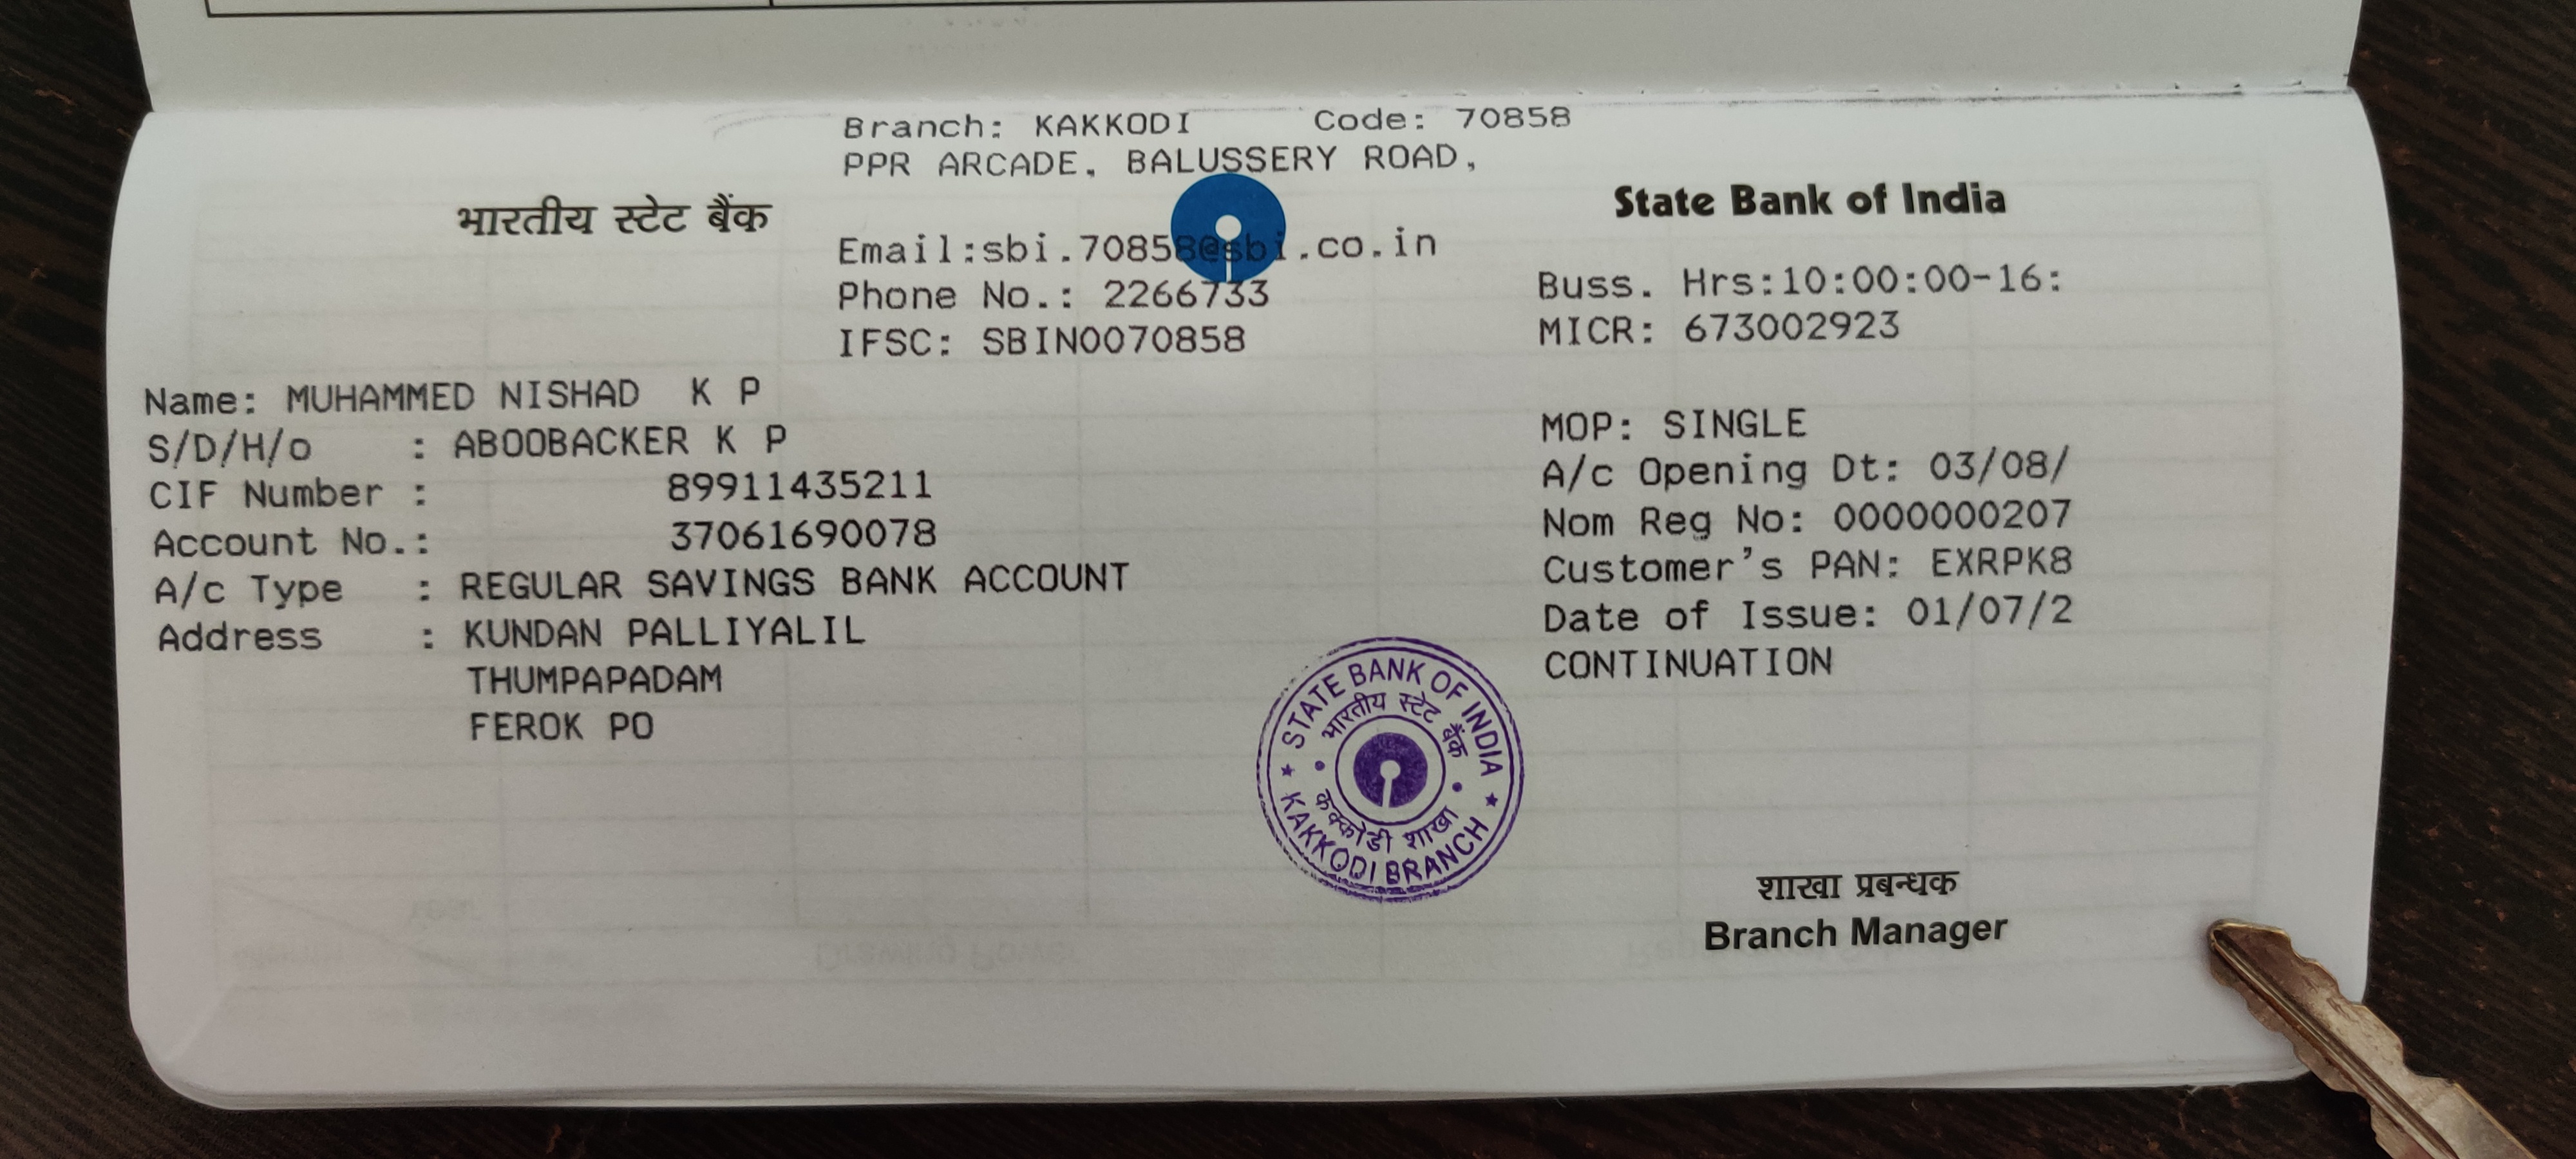 Branch: KAKKODI Code: 70858
PPR ARCADE, BALUSSERY ROAD,
भारतीय स्टेट बैंक
State Bank of India
Email:sbi.70858@sbi.co.in
Phone No.: 2266733
IFSC: SBIN0070858
Buss. Hrs:10:00:00-16:
MICR: 673002923
Name: MUHAMMED NISHAD K P
S/D/H/o : ABOOBACKER K P
CIF Number : 89911435211
Account No.: 37061690078
A/c Type : REGULAR SAVINGS BANK ACCOUNT
Address : KUNDAN PALLIYALIL
THUMPAPADAM
FEROK PO
MOP: SINGLE
A/c Opening Dt: 03/08/
Nom Reg No: 0000000207
Customer's PAN: EXRPK8
Date of Issue: 01/07/2
CONTINUATION
STATE BANK OF INDIA
भारतीय स्टेट बैंक
कक्कोडी शाखा
KAKKODI BRANCH
शाखा प्रबन्धक
Branch Manager